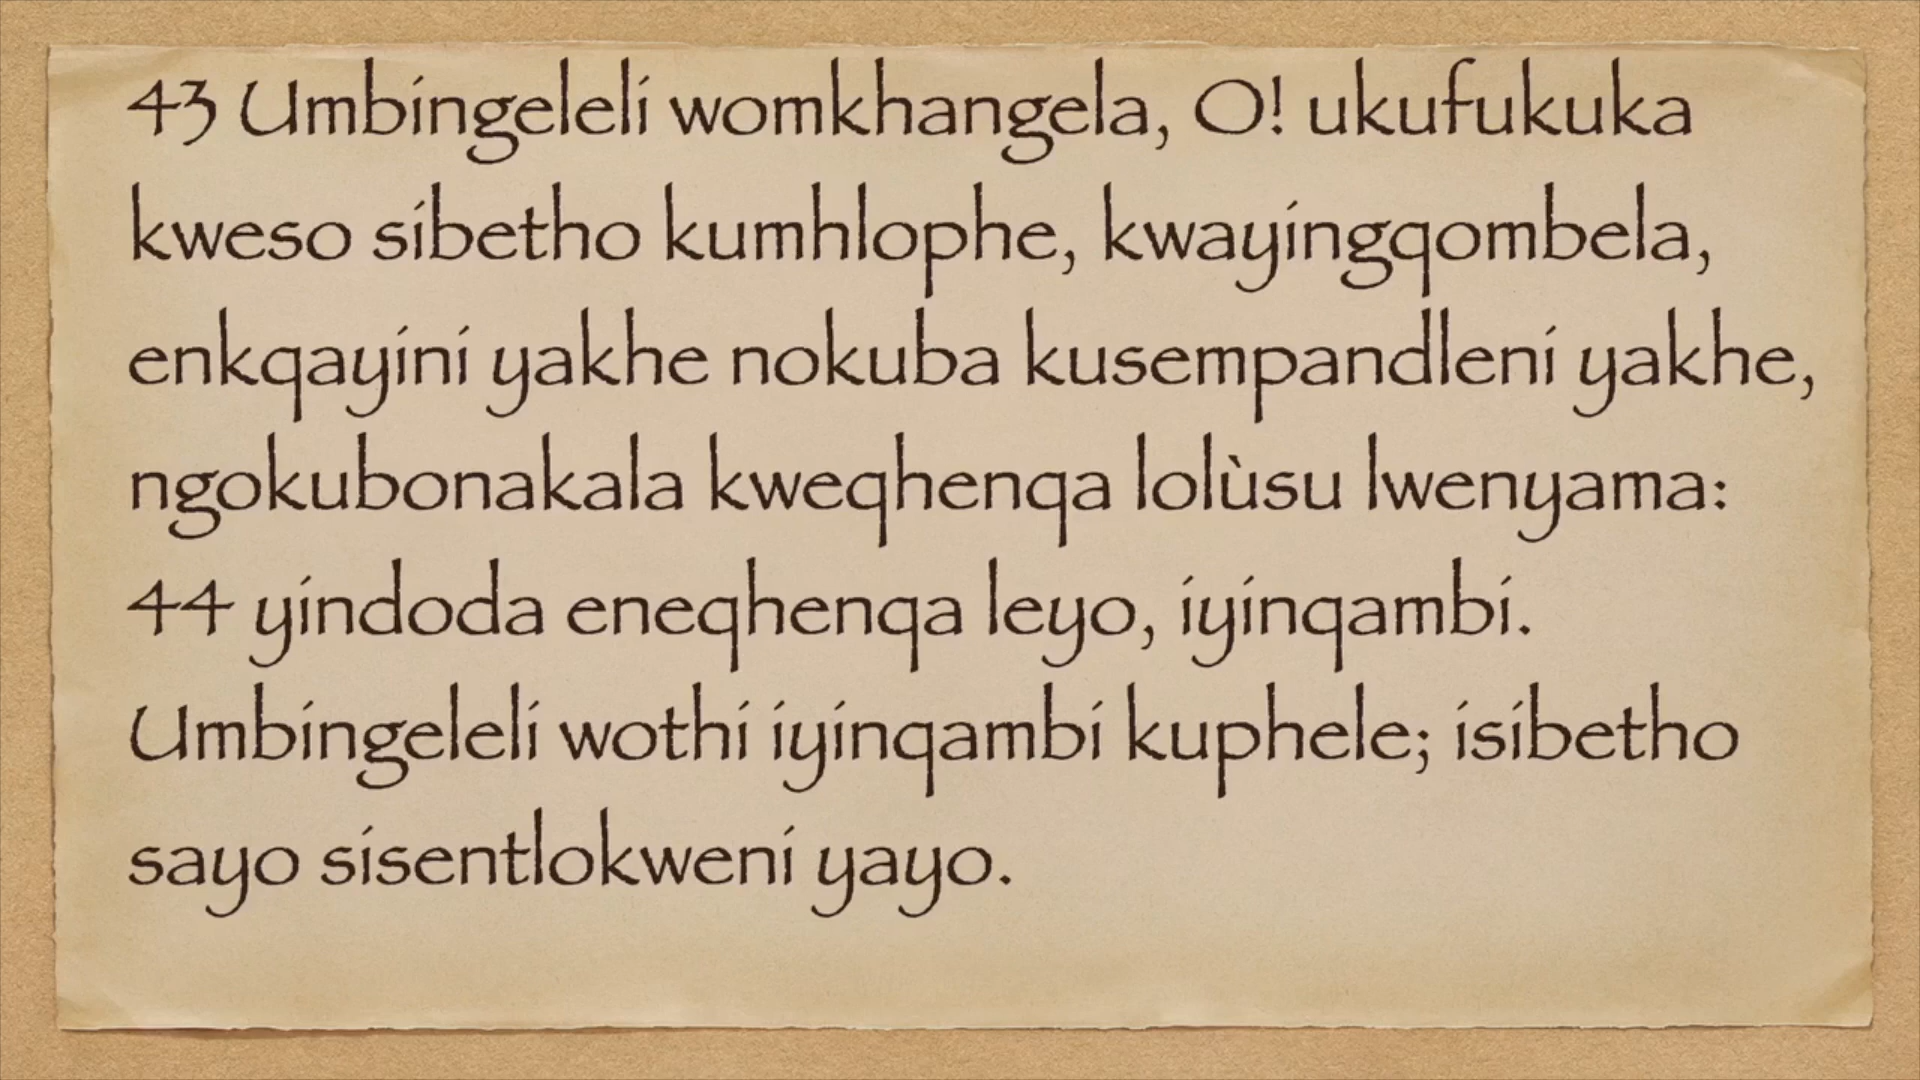 43 Umbingeleli womkhangela, O! ukufukuka
kweso sibetho kumhlophe, kwayingqombela,
enkqayini yakhe nokuba kusempandleni yakhe,
ngokubonakala kweqhenqa lolùsu lwenyama:
44 yindoda eneqhenqa leyo, iyinqambi.
Umbingeleli wothi iyinqambi kuphele; isibetho
sayo sisentlokweni yayo.